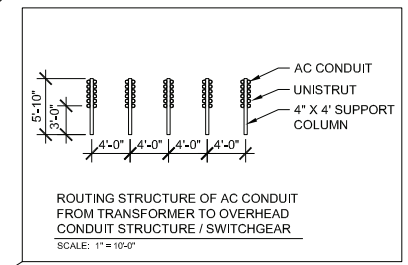 AC CONDUIT
UNISTRUT
4" X 4' SUPPORT
COLUMN
5'-10"
3'-0"
4'-0" 4'-0" 4'-0" 4'-0"
ROUTING STRUCTURE OF AC CONDUIT
FROM TRANSFORMER TO OVERHEAD
CONDUIT STRUCTURE / SWITCHGEAR
SCALE: 1" = 10'-0"